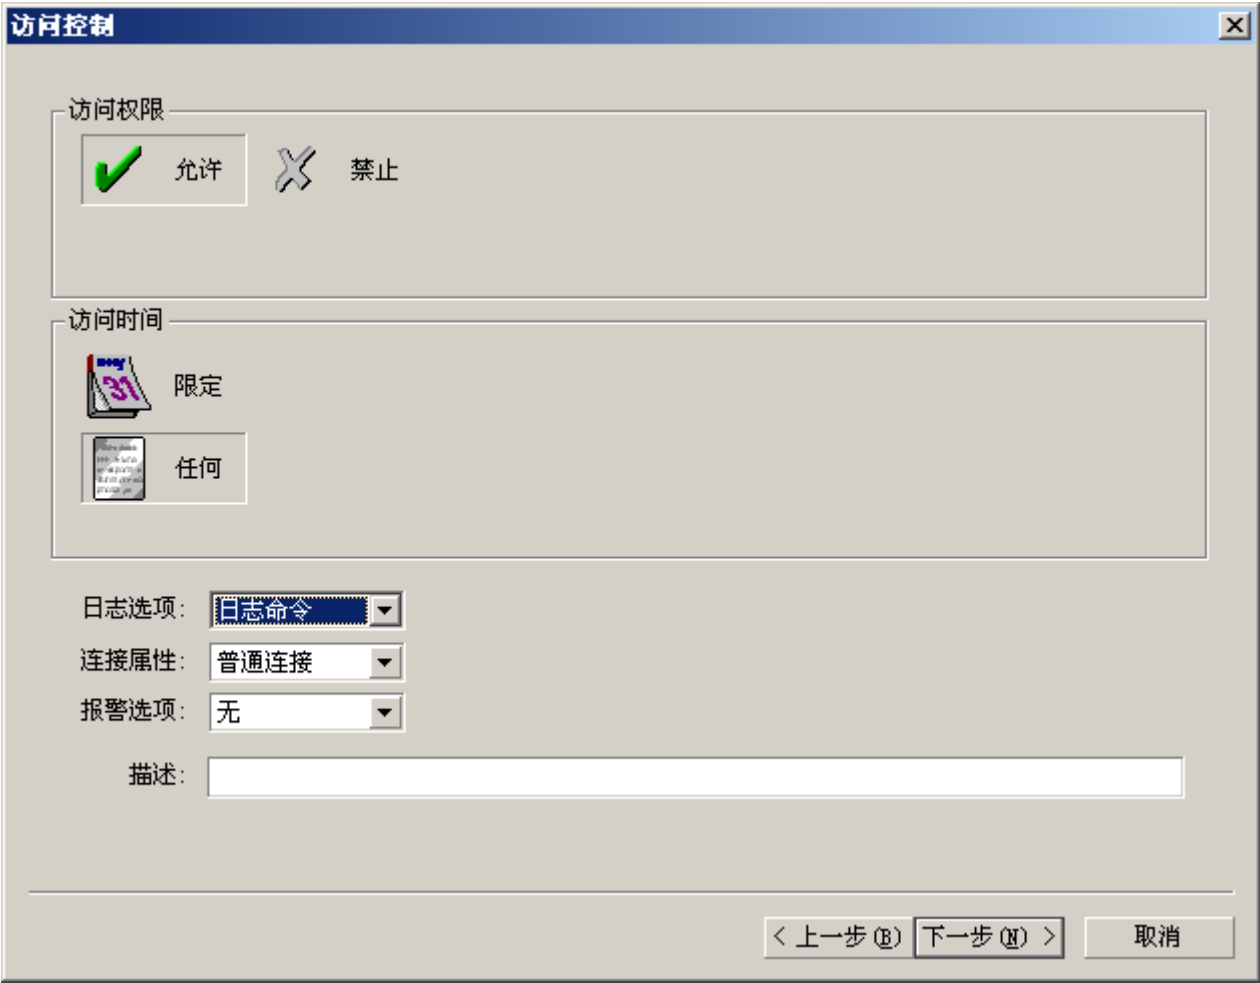 访问控制
访问权限
允许 禁止
访问时间
31
限定
任何
日志选项: 日志命令
连接属性: 普通连接
报警选项: 无
描述:
< 上一步(B) 下一步(N) > 取消